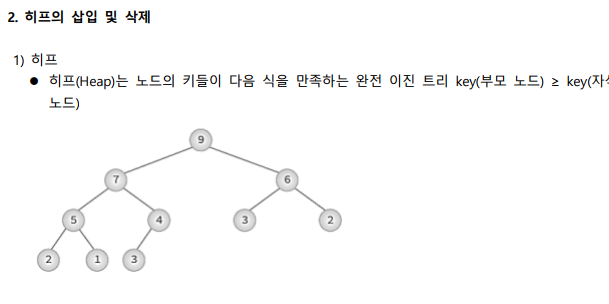 2. 히프의 삽입 및 삭제
1) 히프
● 히프(Heap)는 노드의 키들이 다음 식을 만족하는 완전 이진 트리 key(부모 노드) ≥ key(자식
노드)
9
7 6
5 4 3 2
2 1 3